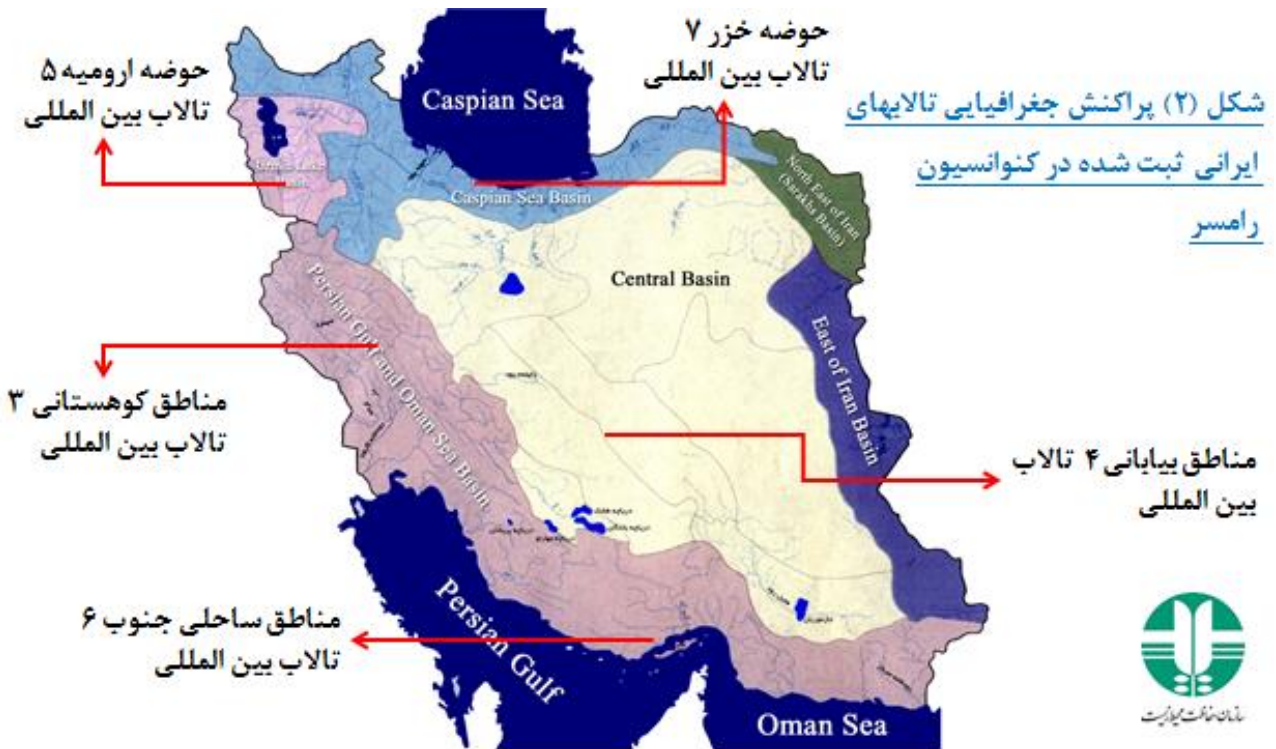 حوضه خزر ۷
تالاب بین المللی
حوضه ارومیه ۵
تالاب بین المللی
شکل (۲) پراکنش جغرافیایی تالابهای
ایرانی ثبت شده در کنوانسیون
رامسر
Caspian Sea
Caspian Sea Basin
North East of Iran
(Sarakhs Basin)
Central Basin
Persian Gulf and Oman Sea Basin
East of Iran Basin
مناطق کوهستانی ۳
تالاب بین المللی
مناطق بیابانی ۴ تالاب
بین المللی
مناطق ساحلی جنوب ۶
تالاب بین المللی
Persian Gulf
Oman Sea
سازمان حفاظت محیط زیست